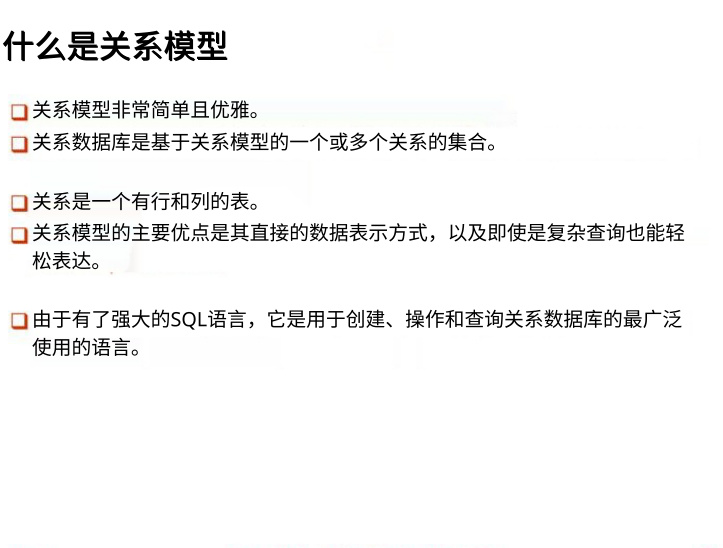 什么是关系模型
关系模型非常简单且优雅。
关系数据库是基于关系模型的一个或多个关系的集合。
关系是一个有行和列的表。
关系模型的主要优点是其直接的数据表示方式，以及即使是复杂查询也能轻
松表达。
由于有了强大的SQL语言，它是用于创建、操作和查询关系数据库的最广泛
使用的语言。